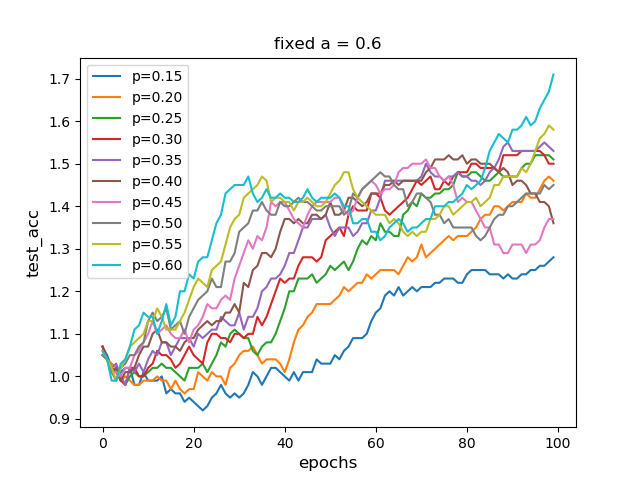 fixed a = 0.6
test_acc
1.7
1.6
1.5
1.4
1.3
1.2
1.1
1.0
0.9
p=0.15
p=0.20
p=0.25
p=0.30
p=0.35
p=0.40
p=0.45
p=0.50
p=0.55
p=0.60
0 20 40 60 80 100
epochs